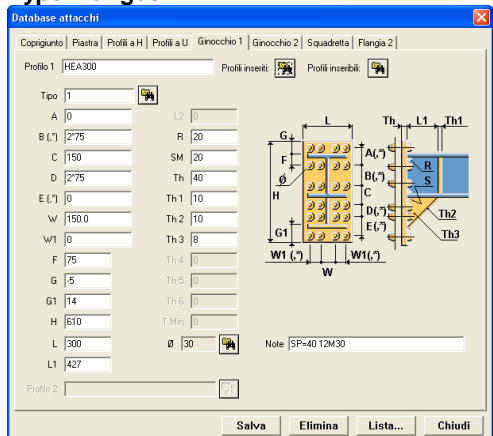 Database attacchi
Coprigiunto Piastra Profili a H Profili a U Ginocchio 1 Ginocchio 2 Squadretta Flangia 2
Profilo 1 HEA300 Profili inseriti: Profili inseribili:
Tipo 1
A 0 L2 0
B (,*) 2*75 R 20
C 150 SM 20
D 2*75 Th 40
E (,*) 0 Th 1 10
W 150.0 Th 2 10
W1 0 Th 3 8
F 75 Th 4 0
G -5 Th 5 0
G1 14 Th 6 0
H 610 T.Min 0
L 300 Ø 30 Note SP=40 12M30
L1 427
Profilo 2
L Th L1 Th1
G A(,*)
F R
Ø B(,*) S
H C
D(,*) Th2
G1 E(,*) Th3
W1 (,*) W1(,*)
W
Salva Elimina Lista... Chiudi